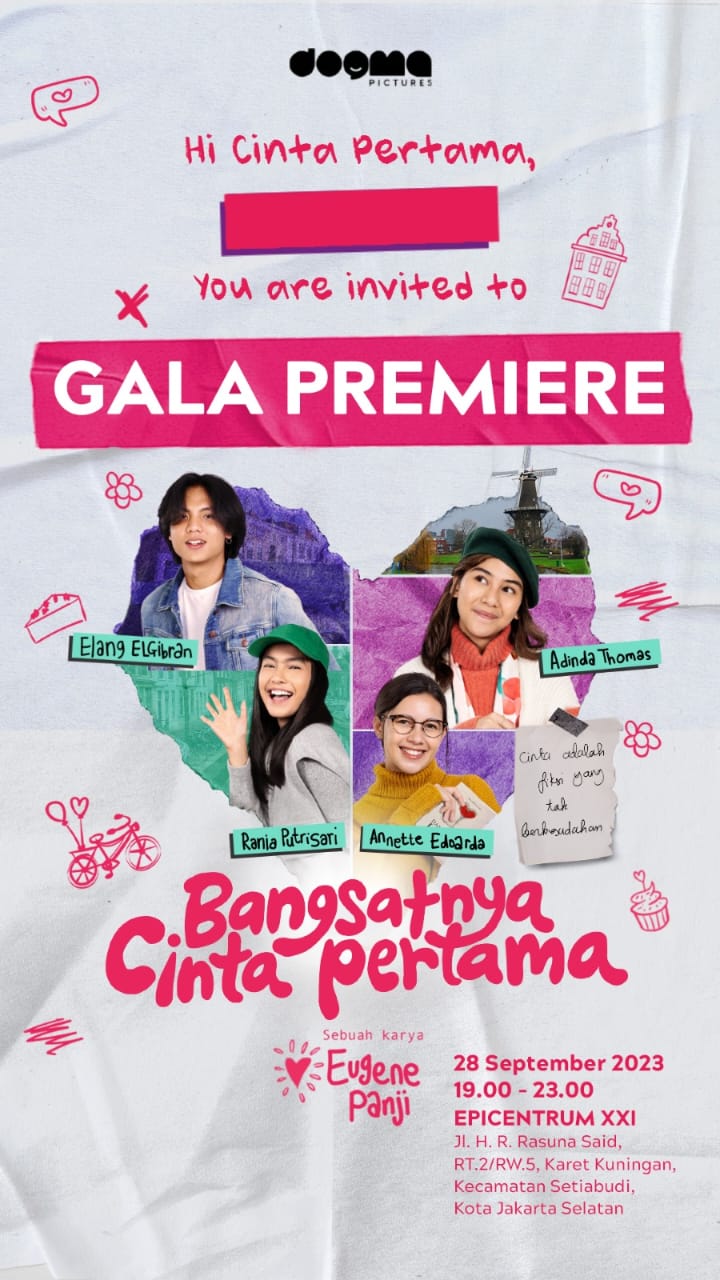 dogma
PICTURES
Hi Cinta Pertama,
You are invited to
GALA PREMIERE
Elang ELGibran
Adinda Thomas
Rania Putrisari
Annette Edoarda
cinta adalah
fiksi yang
tak
berkesudahan
Bangsatnya
Cinta pertama
Sebuah karya
Eugene
Panji
28 September 2023
19.00 - 23.00
EPICENTRUM XXI
Jl. H. R. Rasuna Said,
RT.2/RW.5, Karet Kuningan,
Kecamatan Setiabudi,
Kota Jakarta Selatan